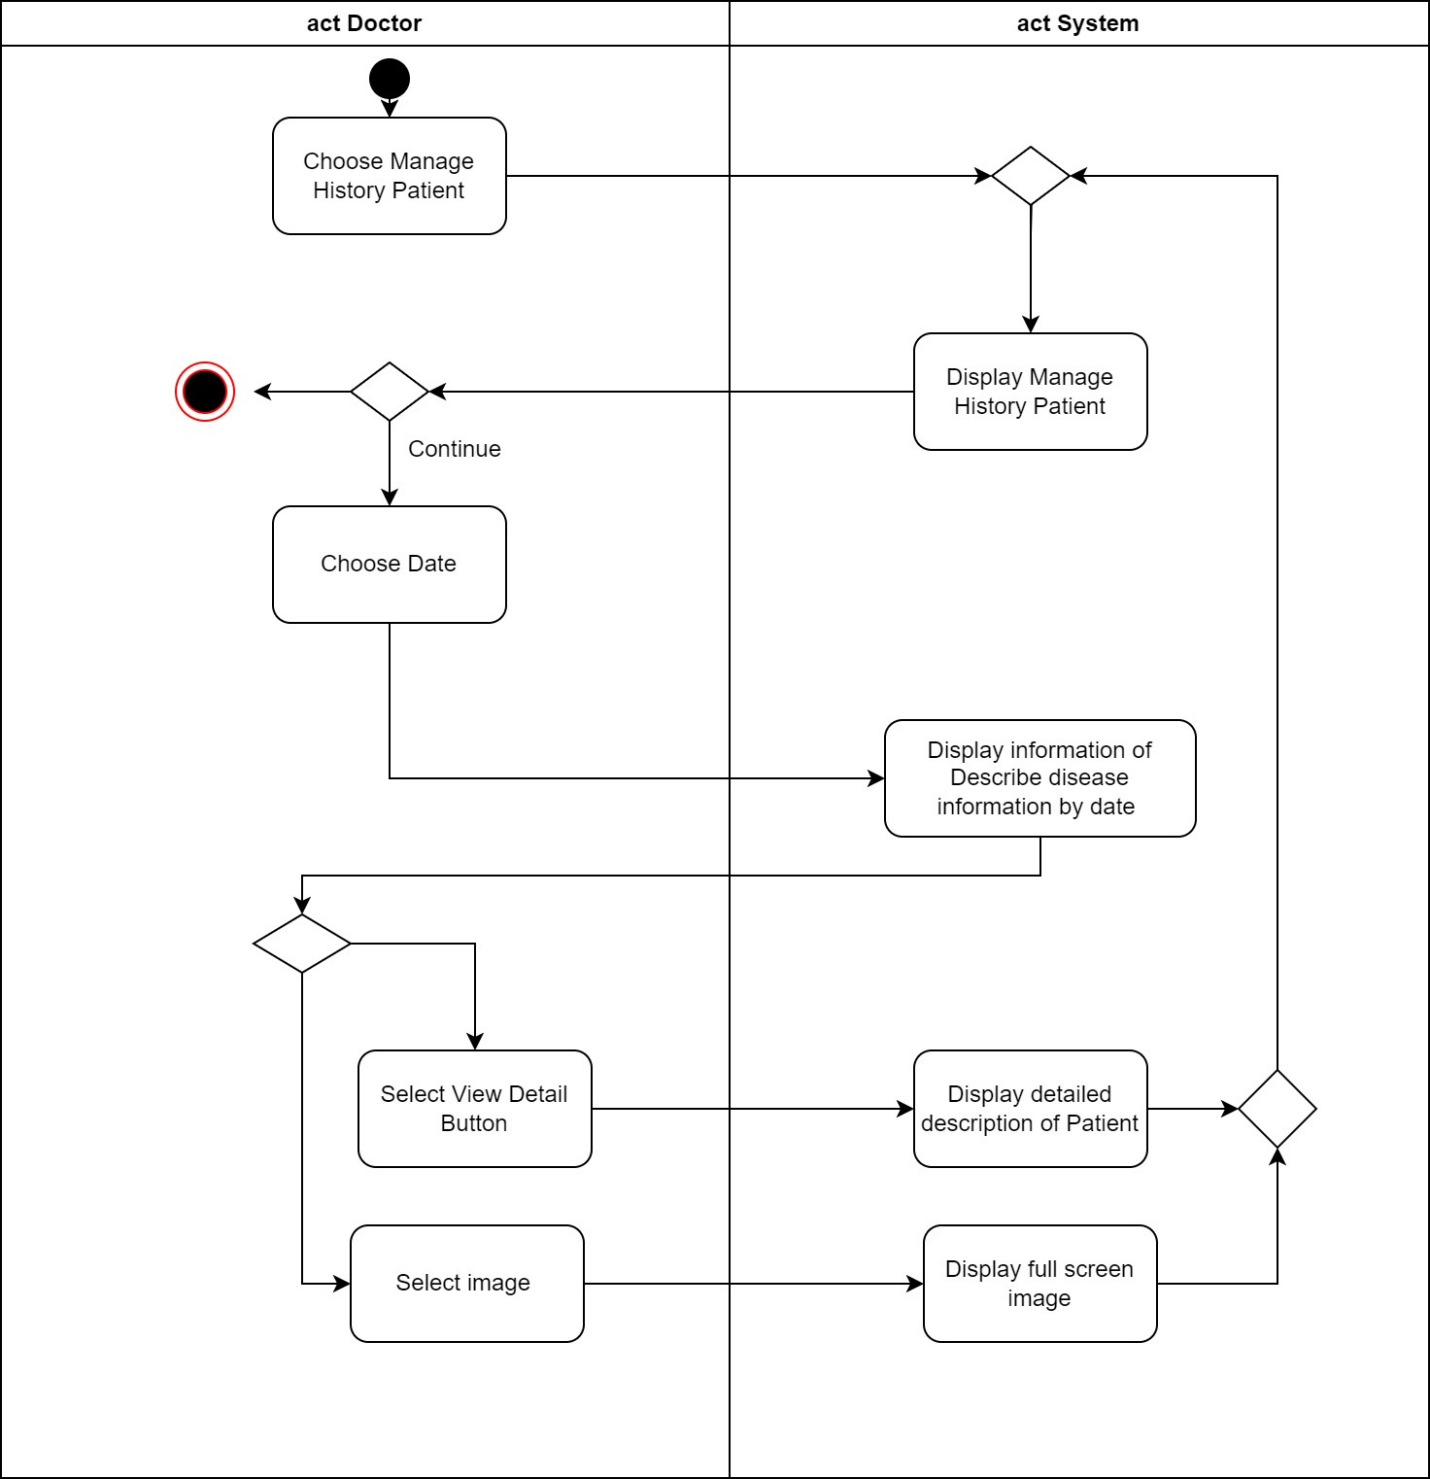 act Doctor
act System
Choose Manage
History Patient
Display Manage
History Patient
Continue
Choose Date
Display information of
Describe disease
information by date
Select View Detail
Button
Display detailed
description of Patient
Select image
Display full screen
image